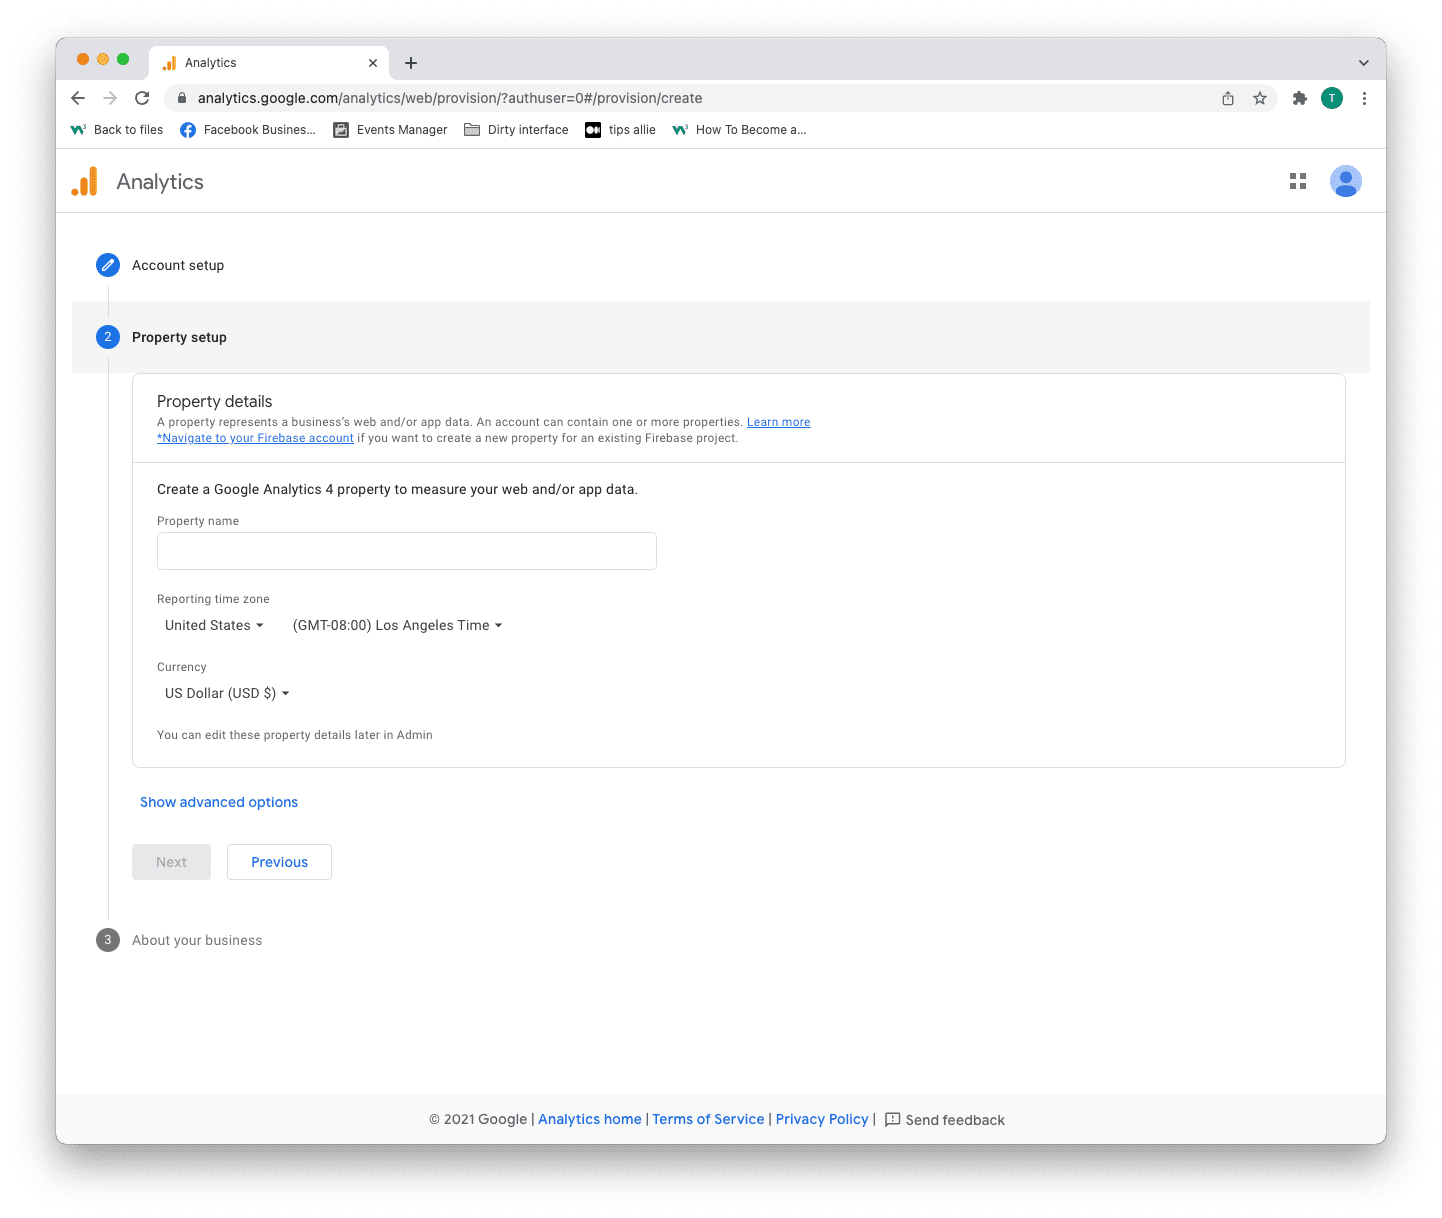 Analytics
analytics.google.com/analytics/web/provision/?authuser=0#/provision/create
T
Back to files
Facebook Busines...
Events Manager
Dirty interface
tips allie
How To Become a...
Analytics
Account setup
2 Property setup
Property details
A property represents a business's web and/or app data. An account can contain one or more properties. Learn more
*Navigate to your Firebase account if you want to create a new property for an existing Firebase project.
Create a Google Analytics 4 property to measure your web and/or app data.
Property name
Reporting time zone
United States (GMT-08:00) Los Angeles Time
Currency
US Dollar (USD $)
You can edit these property details later in Admin
Show advanced options
Next Previous
3 About your business
© 2021 Google | Analytics home | Terms of Service | Privacy Policy | Send feedback